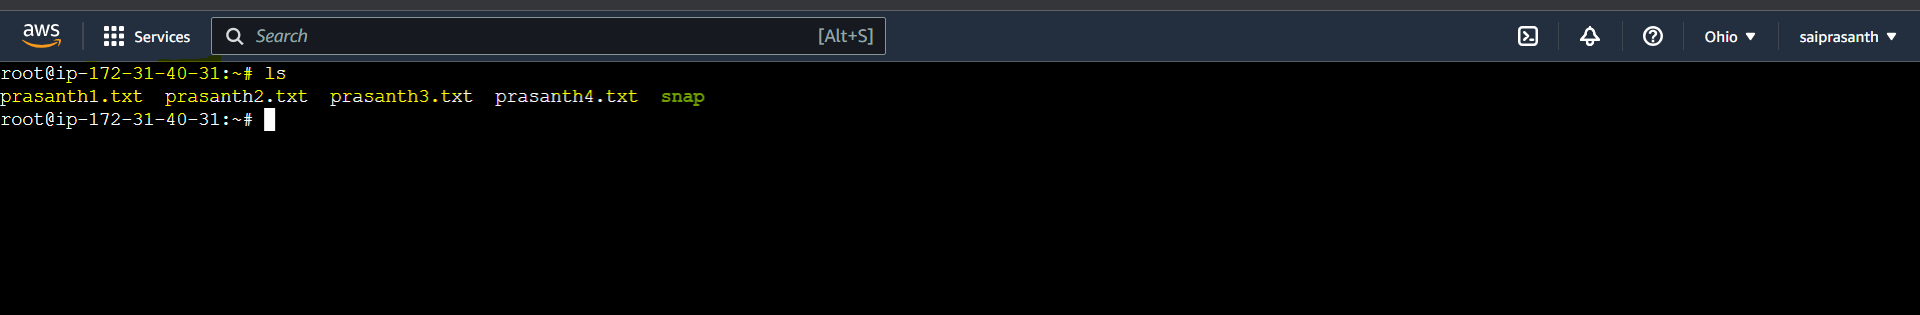 aws Services Search [Alt+S] Ohio saiprasanth
root@ip-172-31-40-31:~# ls
prasanth1.txt  prasanth2.txt  prasanth3.txt  prasanth4.txt  snap
root@ip-172-31-40-31:~#